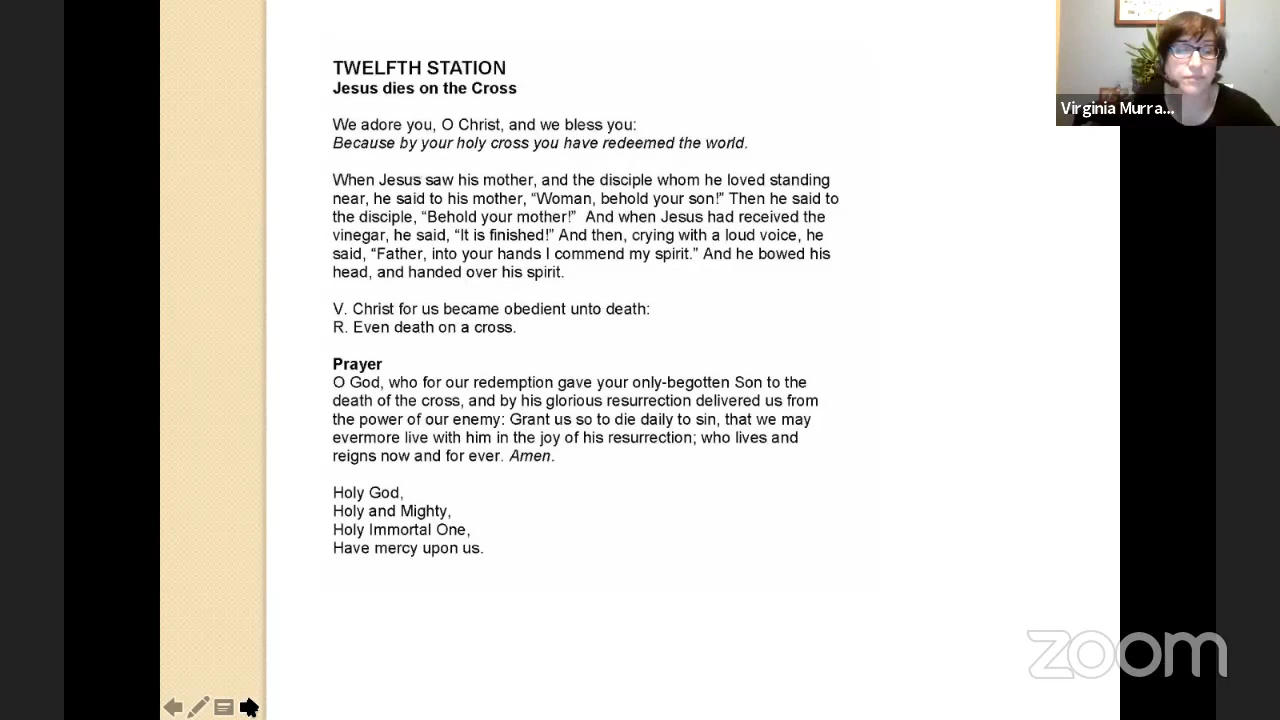 TWELFTH STATION
Jesus dies on the Cross
We adore you, O Christ, and we bless you:
Because by your holy cross you have redeemed the world.
When Jesus saw his mother, and the disciple whom he loved standing
near, he said to his mother, “Woman, behold your son!” Then he said to
the disciple, “Behold your mother!”  And when Jesus had received the
vinegar, he said, “It is finished!” And then, crying with a loud voice, he
said, “Father, into your hands I commend my spirit.” And he bowed his
head, and handed over his spirit.
V. Christ for us became obedient unto death:
R. Even death on a cross.
Prayer
O God, who for our redemption gave your only-begotten Son to the
death of the cross, and by his glorious resurrection delivered us from
the power of our enemy: Grant us so to die daily to sin, that we may
evermore live with him in the joy of his resurrection; who lives and
reigns now and for ever. Amen.
Holy God,
Holy and Mighty,
Holy Immortal One,
Have mercy upon us.
Virginia Murra...
zoom